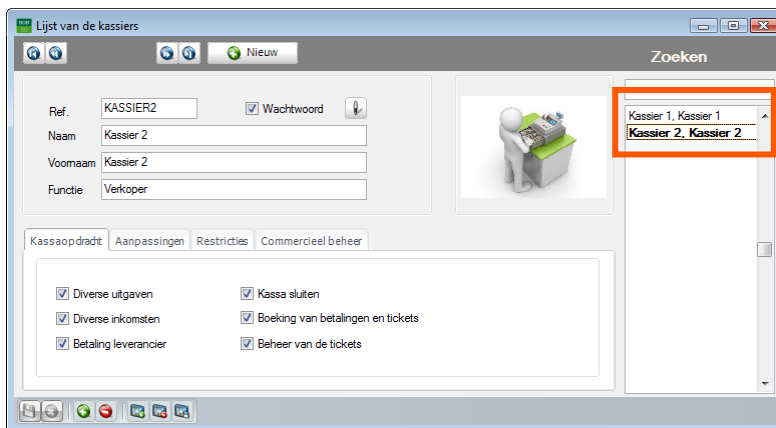 Lijst van de kassiers
Nieuw
Zoeken
Ref. KASSIER2 Wachtwoord
Naam Kassier 2
Voornaam Kassier 2
Functie Verkoper
Kassier 1, Kassier 1
Kassier 2, Kassier 2
Kassaopdracht Aanpassingen Restricties Commercieel beheer
Diverse uitgaven Kassa sluiten
Diverse inkomsten Boeking van betalingen en tickets
Betaling leverancier Beheer van de tickets